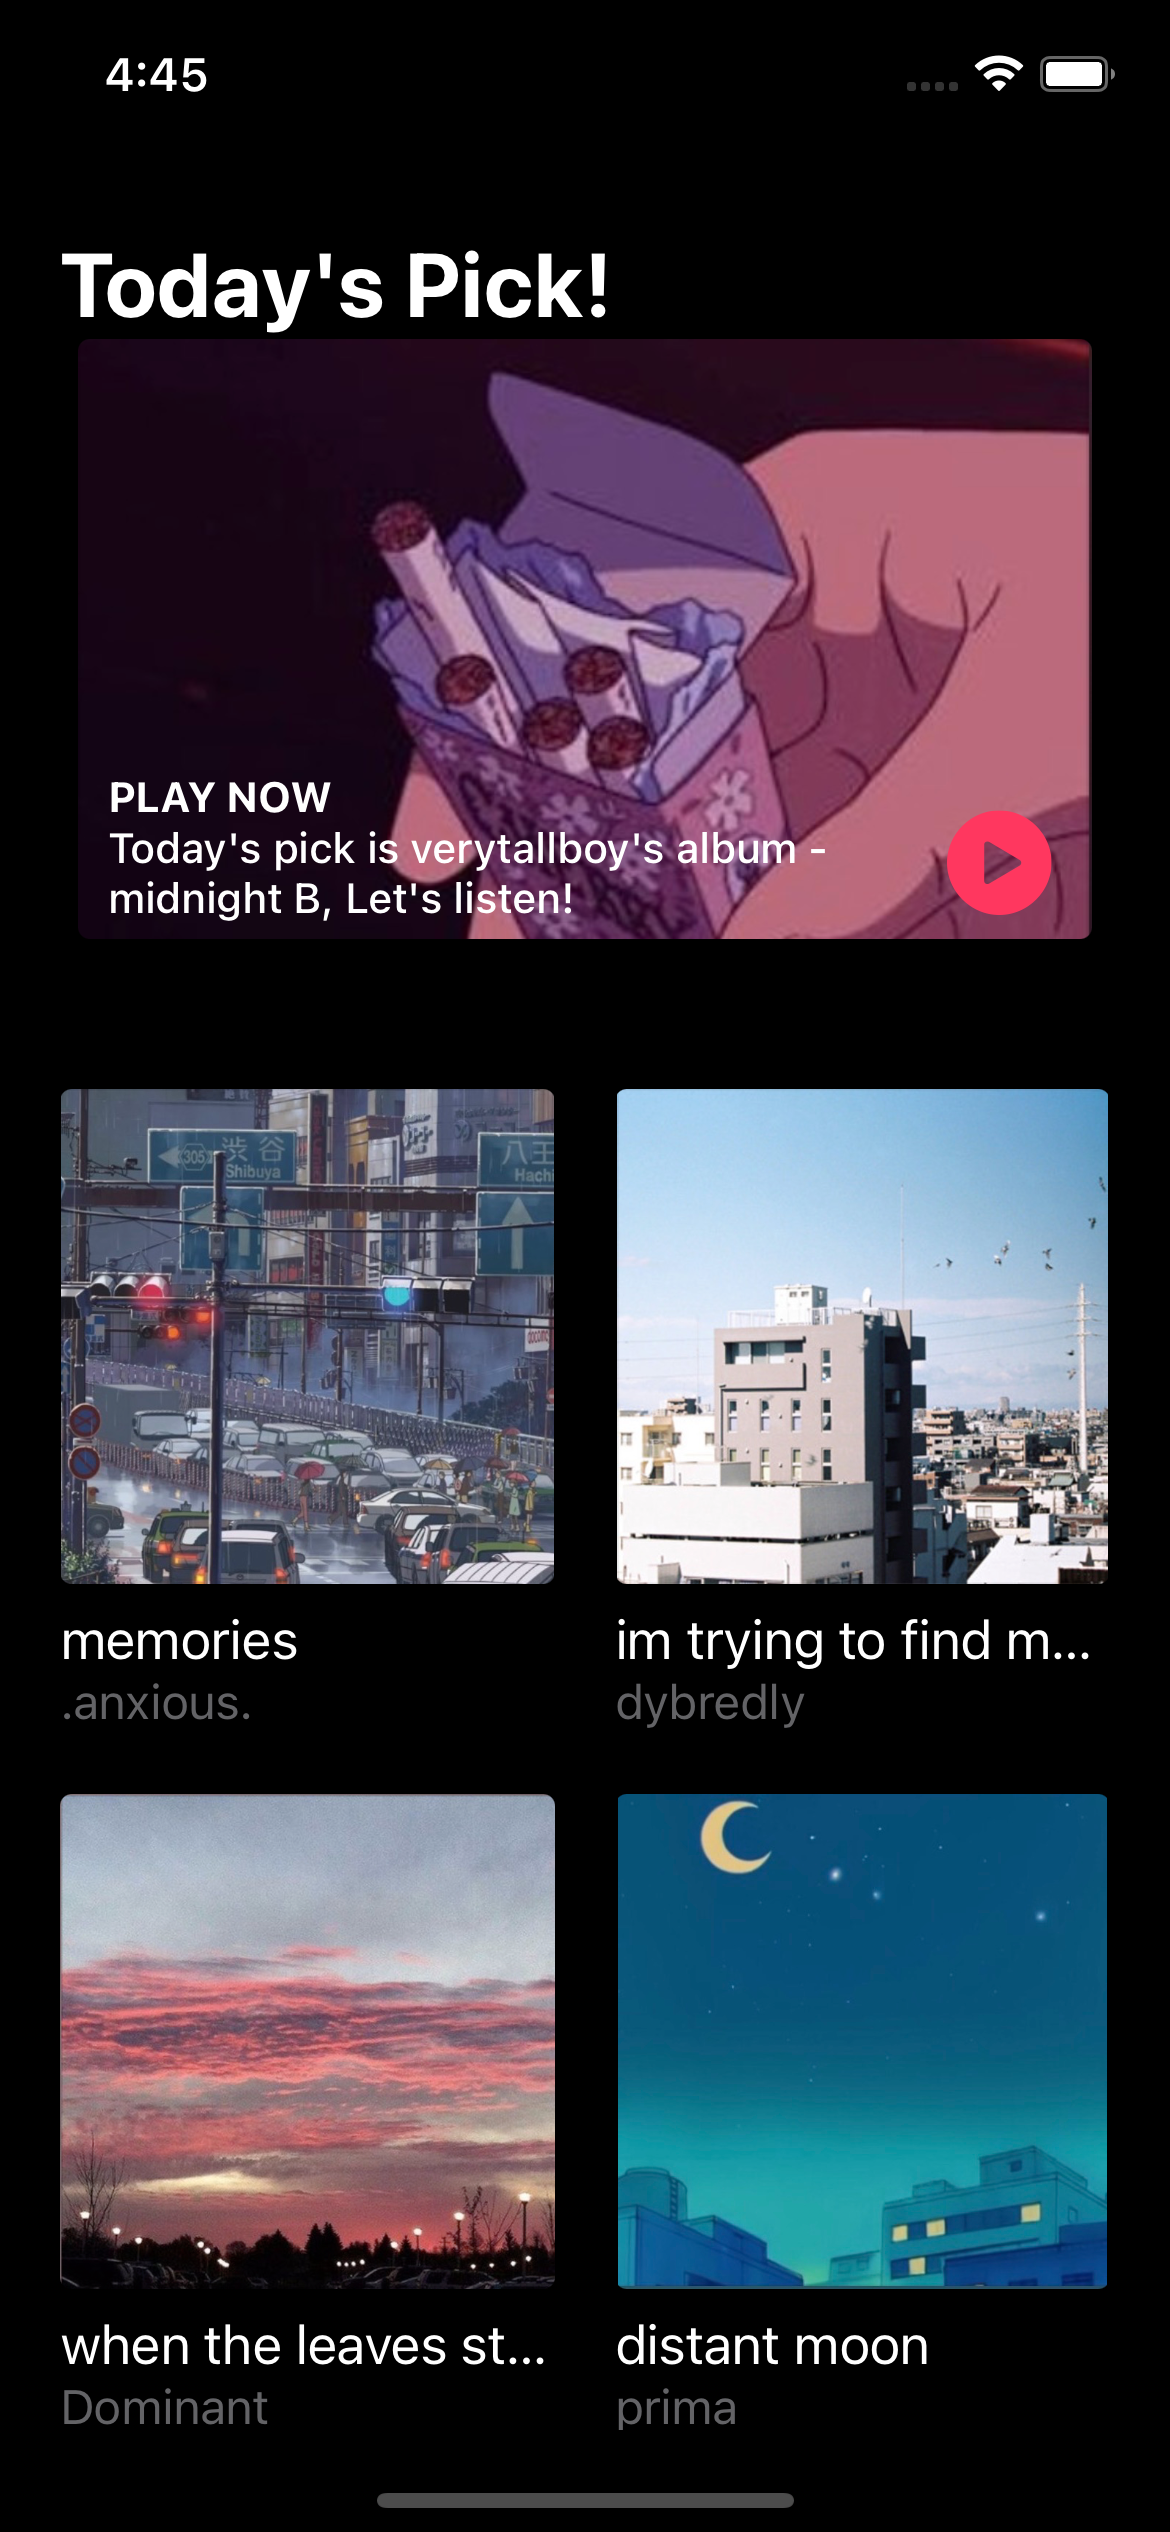 4:45
Today's Pick!
PLAY NOW
Today's pick is verytallboy's album -
midnight B, Let's listen!
305
渋谷
Shibuya
八王
Hachi
memories
.anxious.
im trying to find m...
dybredly
when the leaves st...
Dominant
distant moon
prima